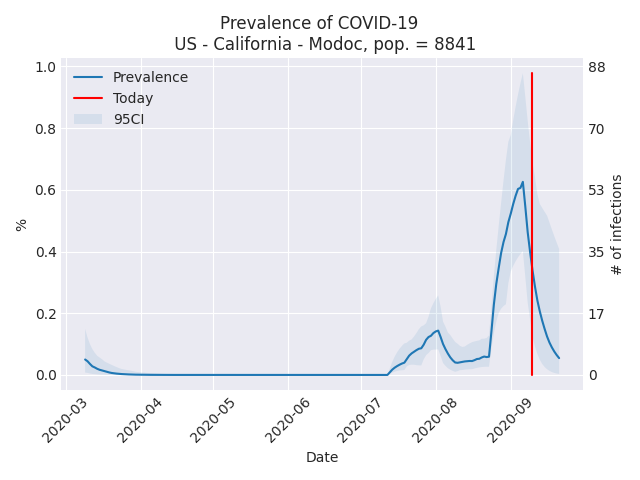 Prevalence of COVID-19
US - California - Modoc, pop. = 8841
1.0
0.8
0.6
0.4
0.2
0.0
%
Prevalence
Today
95CI
88
70
53
35
17
0
# of infections
2020-03
2020-04
2020-05
2020-06
2020-07
2020-08
2020-09
Date